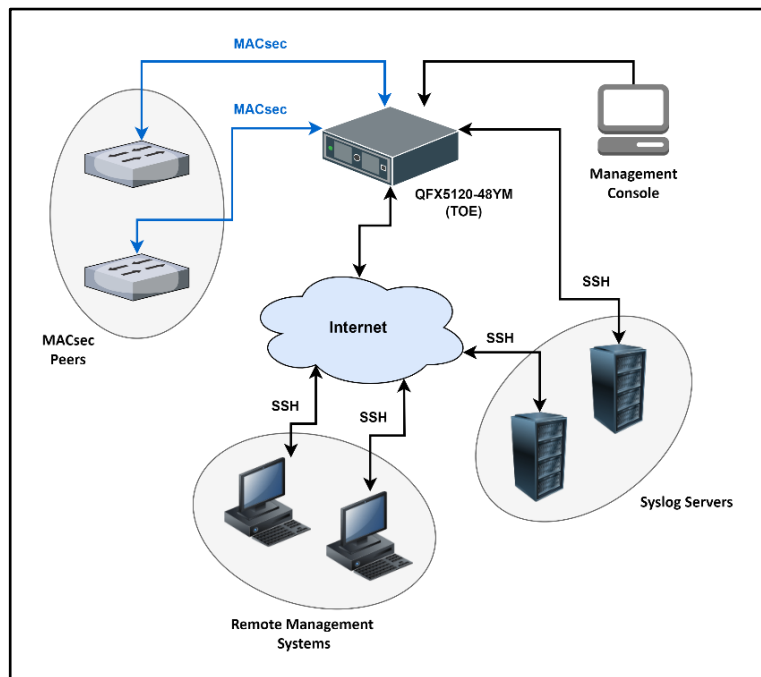 MACsec
MACsec
QFX5120-48YM
(TOE)
Management
Console
SSH
MACsec
Peers
Internet
SSH
SSH
SSH
Syslog Servers
Remote Management
Systems